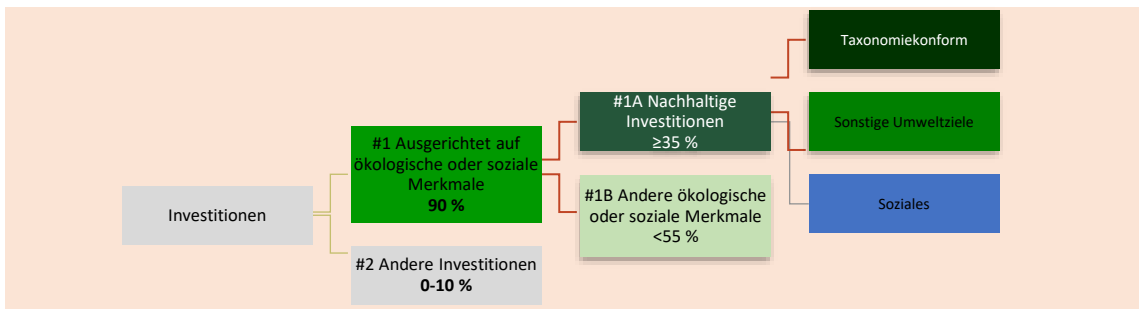 Investitionen
#1 Ausgerichtet auf
ökologische oder soziale
Merkmale
90 %
#2 Andere Investitionen
0-10 %
#1A Nachhaltige
Investitionen
≥35 %
#1B Andere ökologische
oder soziale Merkmale
<55 %
Taxonomiekonform
Sonstige Umweltziele
Soziales